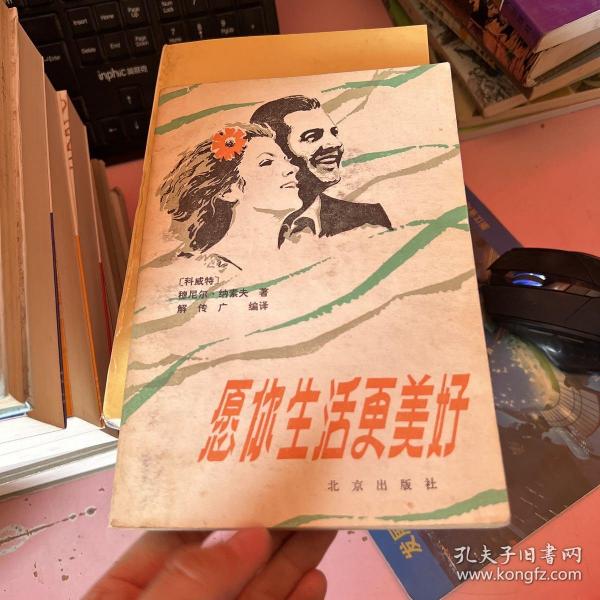 [科威特]
穆尼尔·纳素夫 著
解传广 编译
愿你生活更美好
北京出版社
inphic
孔夫子旧书网
www.kongfz.com